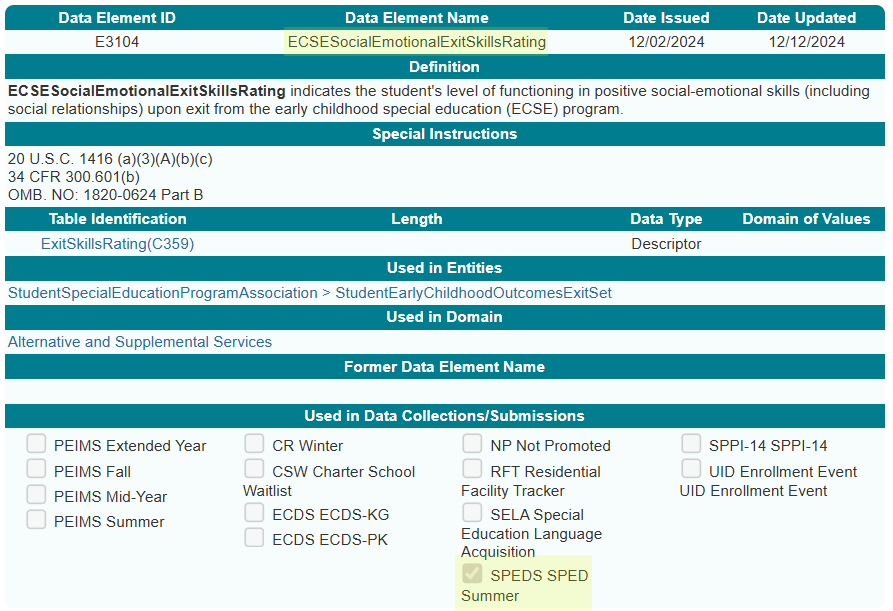 Data Element ID Data Element Name Date Issued Date Updated
E3104 ECSESocialEmotionalExitSkillsRating 12/02/2024 12/12/2024
Definition
ECSESocialEmotionalExitSkillsRating indicates the student's level of functioning in positive social-emotional skills (including
social relationships) upon exit from the early childhood special education (ECSE) program.
Special Instructions
20 U.S.C. 1416 (a)(3)(A)(b)(c)
34 CFR 300.601(b)
OMB. NO: 1820-0624 Part B
Table Identification Length Data Type Domain of Values
ExitSkillsRating(C359) Descriptor
Used in Entities
StudentSpecialEducationProgramAssociation > StudentEarlyChildhoodOutcomesExitSet
Used in Domain
Alternative and Supplemental Services
Former Data Element Name
Used in Data Collections/Submissions
PEIMS Extended Year
PEIMS Fall
PEIMS Mid-Year
PEIMS Summer
CR Winter
CSW Charter School
Waitlist
ECDS ECDS-KG
ECDS ECDS-PK
NP Not Promoted
RFT Residential
Facility Tracker
SELA Special
Education Language
Acquisition
SPEDS SPED
Summer
SPPI-14 SPPI-14
UID Enrollment Event
UID Enrollment Event